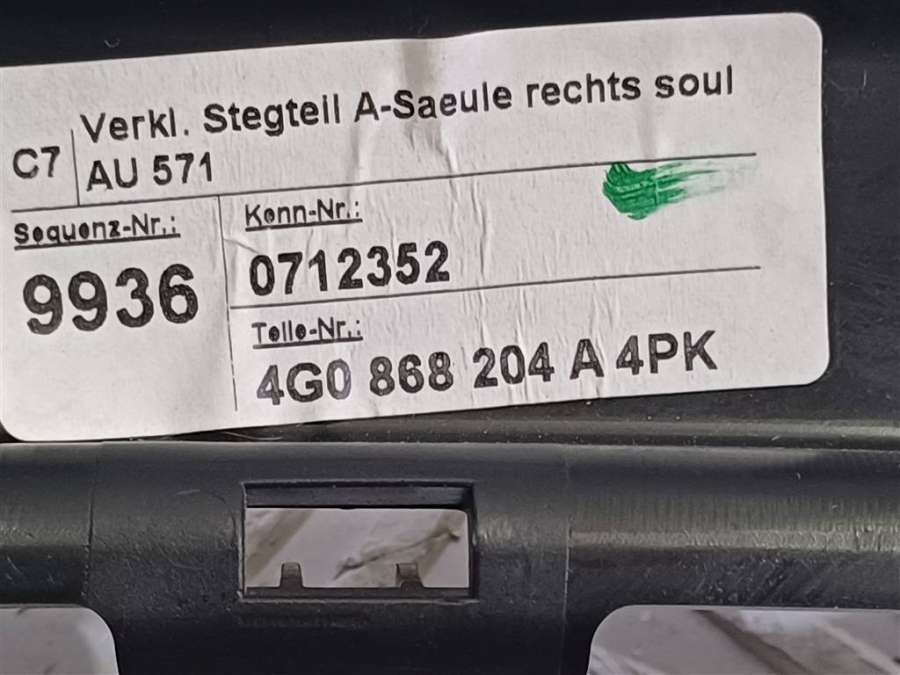 C7
Verkl. Stegteil A-Saeule rechts soul
AU 571
Sequenz-Nr.:
9936
Kenn-Nr.:
0712352
Teile-Nr.:
4G0 868 204 A 4PK